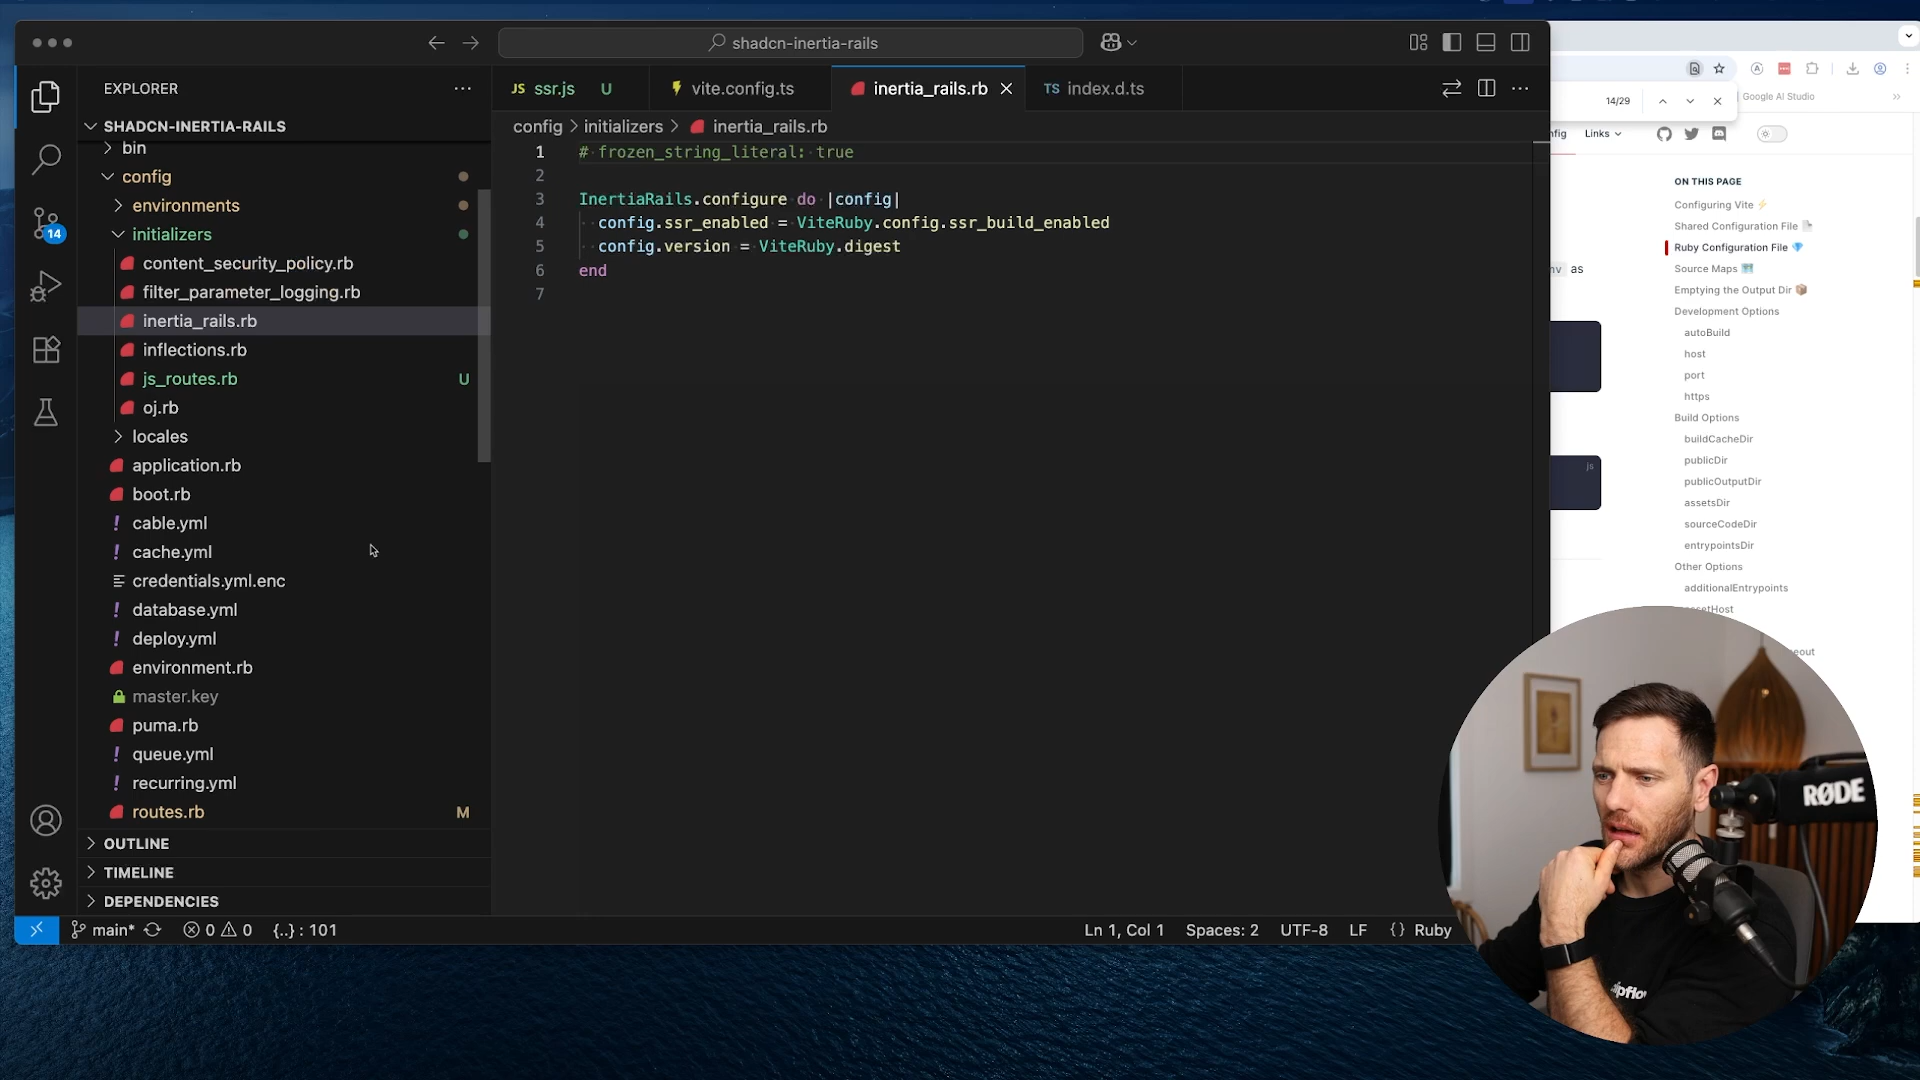 shadcn-inertia-rails
EXPLORER
SHADCN-INERTIA-RAILS
bin
config
environments
initializers
content_security_policy.rb
filter_parameter_logging.rb
inertia_rails.rb
inflections.rb
js_routes.rb U
oj.rb
locales
application.rb
boot.rb
cable.yml
cache.yml
credentials.yml.enc
database.yml
deploy.yml
environment.rb
master.key
puma.rb
queue.yml
recurring.yml
routes.rb M
OUTLINE
TIMELINE
DEPENDENCIES
14
JS ssr.js U
vite.config.ts
inertia_rails.rb
TS index.d.ts
config > initializers > inertia_rails.rb
1 # frozen_string_literal: true
2
3 InertiaRails.configure do |config|
4 config.ssr_enabled = ViteRuby.config.ssr_build_enabled
5 config.version = ViteRuby.digest
6 end
7
main* 0 0 {..} : 101
Ln 1, Col 1 Spaces: 2 UTF-8 LF {} Ruby
14/29
Google AI Studio
Links
as
js
ON THIS PAGE
Configuring Vite ⚡
Shared Configuration File
Ruby Configuration File 💎
Source Maps 🗺
Emptying the Output Dir 📦
Development Options
autoBuild
host
port
https
Build Options
buildCacheDir
publicDir
publicOutputDir
assetsDir
sourceCodeDir
entrypointsDir
Other Options
additionalEntrypoints
assetHost
eout
RØDE